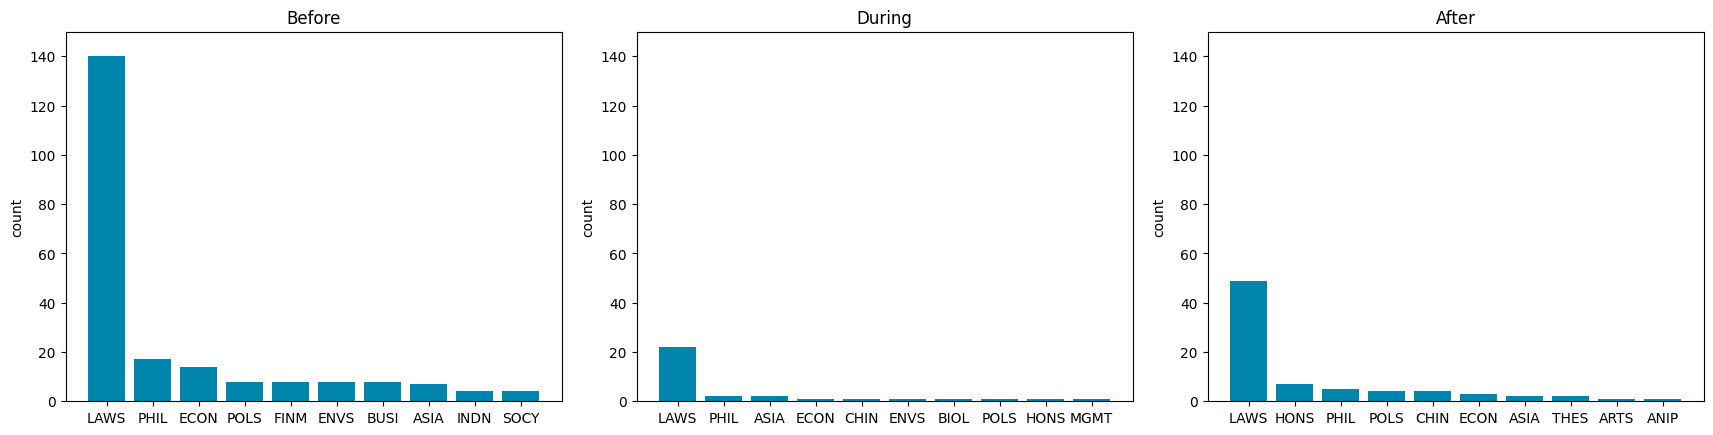 Before
count
140
120
100
80
60
40
20
0
LAWS PHIL ECON POLS FINM ENVS BUSI ASIA INDN SOCY
During
count
140
120
100
80
60
40
20
0
LAWS PHIL ASIA ECON CHIN ENVS BIOL POLS HONS MGMT
After
count
140
120
100
80
60
40
20
0
LAWS HONS PHIL POLS CHIN ECON ASIA THES ARTS ANIP